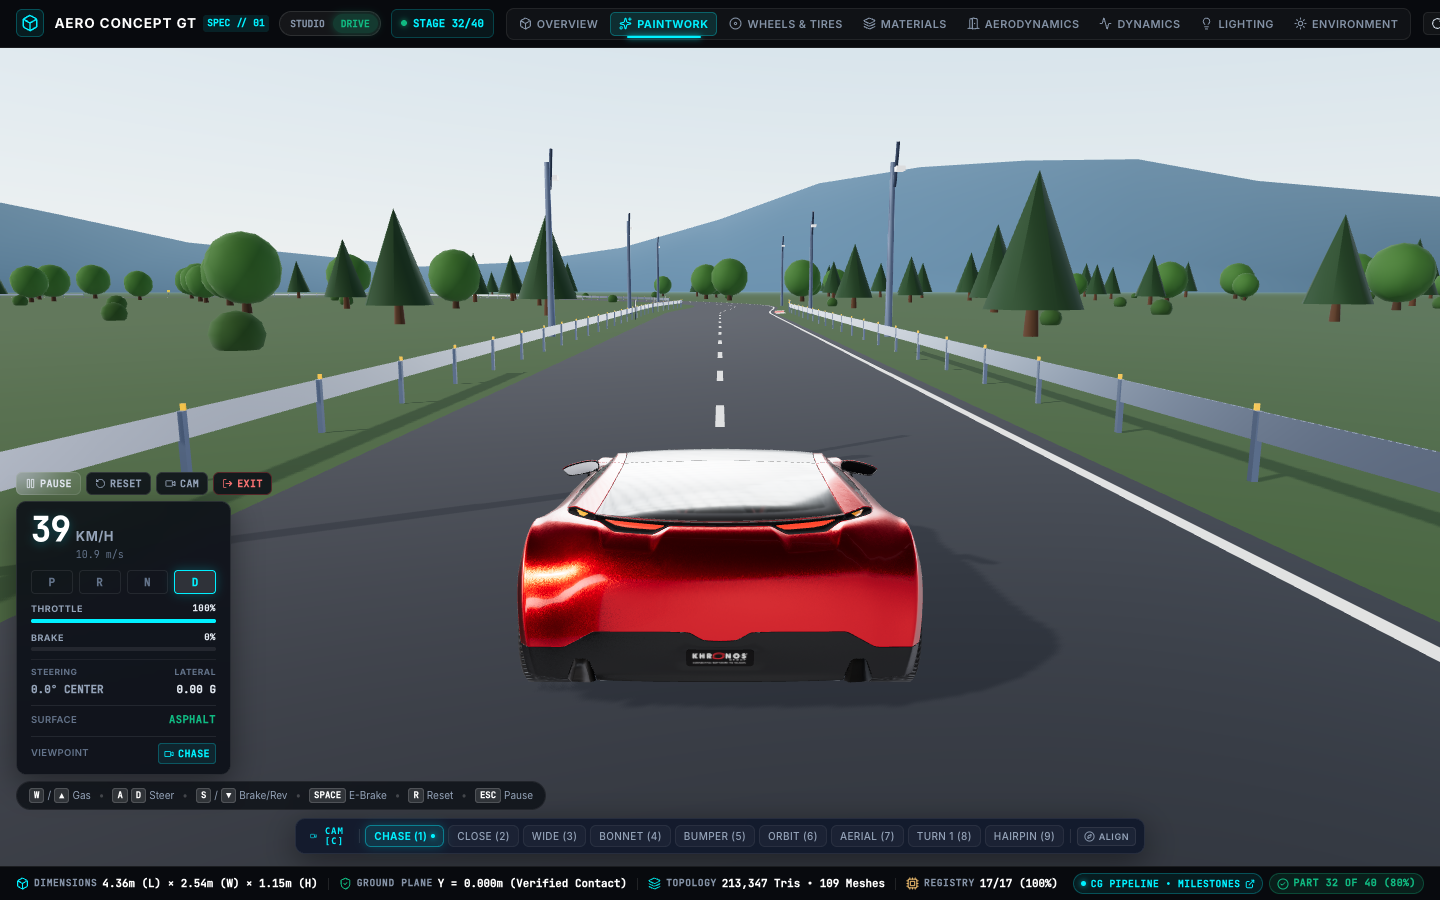 AERO CONCEPT GT SPEC // 01 STUDIO DRIVE STAGE 32/40 OVERVIEW PAINTWORK WHEELS & TIRES MATERIALS AERODYNAMICS DYNAMICS LIGHTING ENVIRONMENT
PAUSE RESET CAM EXIT
39 KM/H
10.9 m/s
P R N D
THROTTLE 100%
BRAKE 0%
STEERING LATERAL
0.0° CENTER 0.00 G
SURFACE ASPHALT
VIEWPOINT CHASE
KHRONOS
W / ▲ Gas • A D Steer • S / ▼ Brake/Rev • SPACE E-Brake • R Reset • ESC Pause
CAM [C] CHASE (1) CLOSE (2) WIDE (3) BONNET (4) BUMPER (5) ORBIT (6) AERIAL (7) TURN 1 (8) HAIRPIN (9) ALIGN
DIMENSIONS 4.36m (L) × 2.54m (W) × 1.15m (H) GROUND PLANE Y = 0.000m (Verified Contact) TOPOLOGY 213,347 Tris • 109 Meshes REGISTRY 17/17 (100%) CG PIPELINE • MILESTONES PART 32 OF 40 (80%)